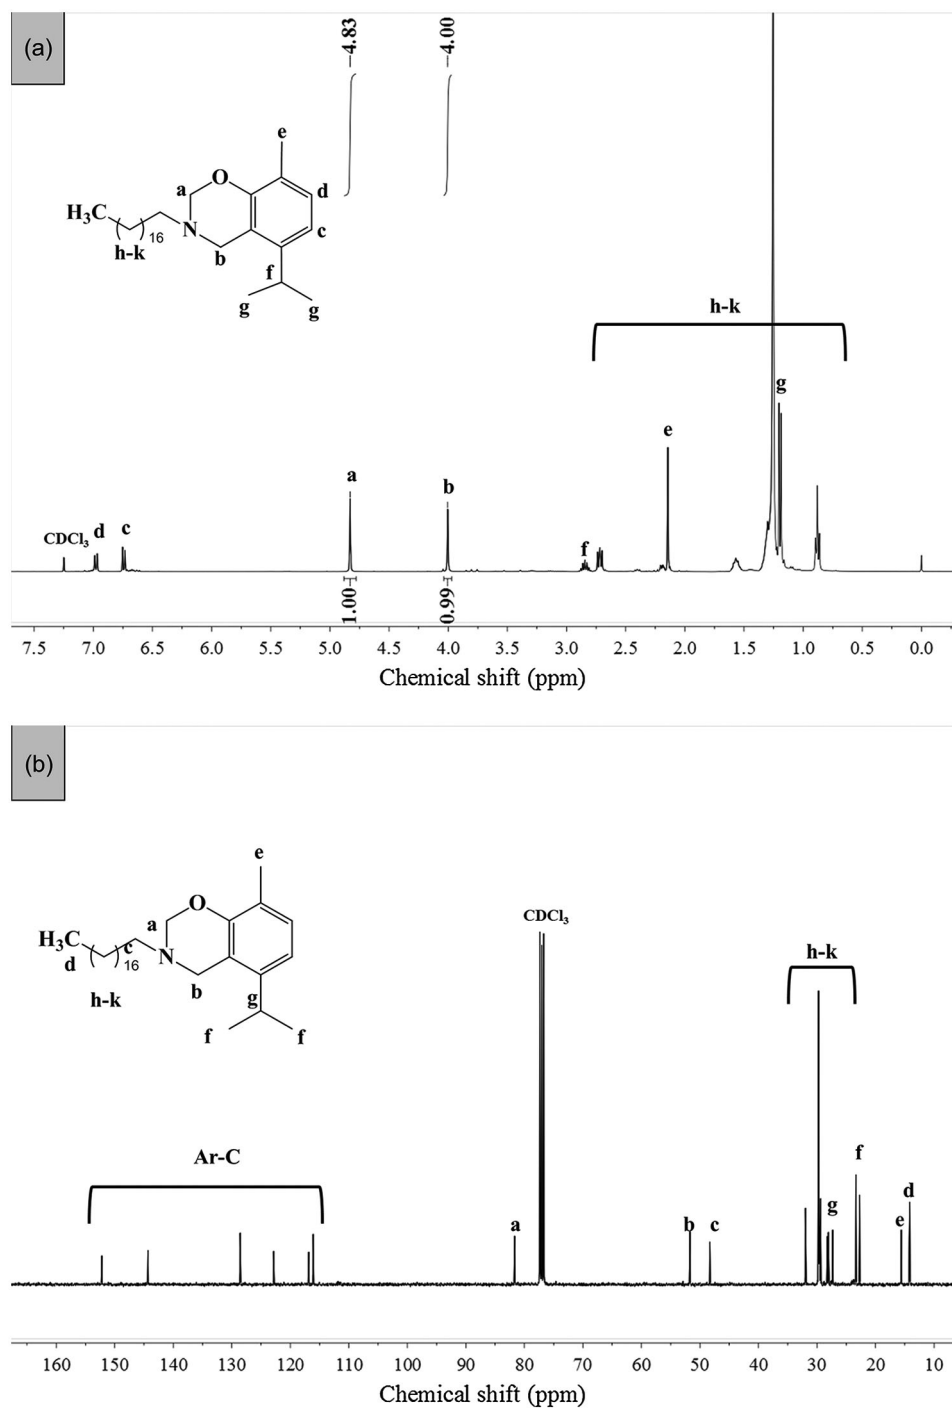 (a)
4.83
4.00
e
a O d
H₃C N 16 c
h-k b
f
g g
h-k
g
e
a
b
CDCl₃ d c
f
1.00 0.99
7.5 7.0 6.5 6.0 5.5 5.0 4.5 4.0 3.5 3.0 2.5 2.0 1.5 1.0 0.5 0.0
Chemical shift (ppm)
(b)
e
O
a
H₃C c N
d 16
h-k b g
f f
CDCl₃
h-k
Ar-C
f
d
a b c g e
160 150 140 130 120 110 100 90 80 70 60 50 40 30 20 10
Chemical shift (ppm)